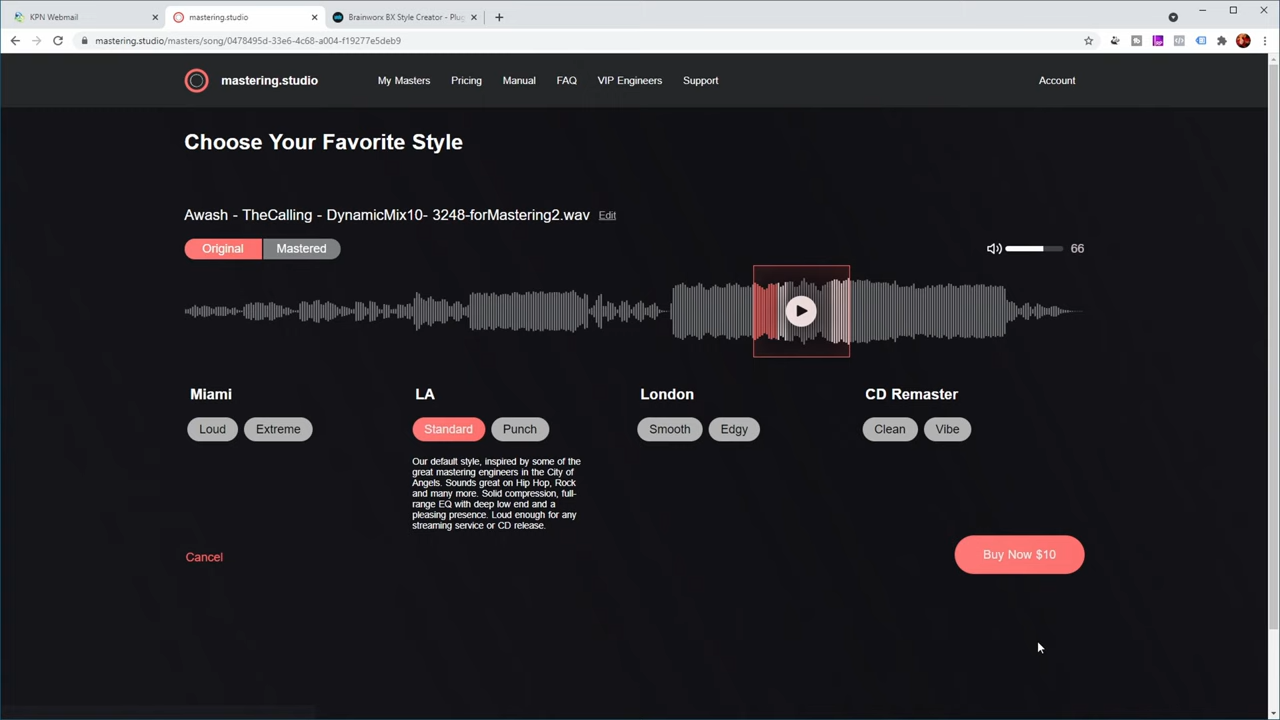 KPN Webmail
mastering.studio
Brainworx BX Style Creator - Plug
mastering.studio/masters/song/0478495d-33e6-4c68-a004-f19277e5deb9
mastering.studio My Masters Pricing Manual FAQ VIP Engineers Support Account
Choose Your Favorite Style
Awash - TheCalling - DynamicMix10- 3248-forMastering2.wav Edit
Original Mastered 66
Miami LA London CD Remaster
Loud Extreme Standard Punch Smooth Edgy Clean Vibe
Our default style, inspired by some of the
great mastering engineers in the City of
Angels. Sounds great on Hip Hop, Rock
and many more. Solid compression, full-
range EQ with deep low end and a
pleasing presence. Loud enough for any
streaming service or CD release.
Cancel Buy Now $10